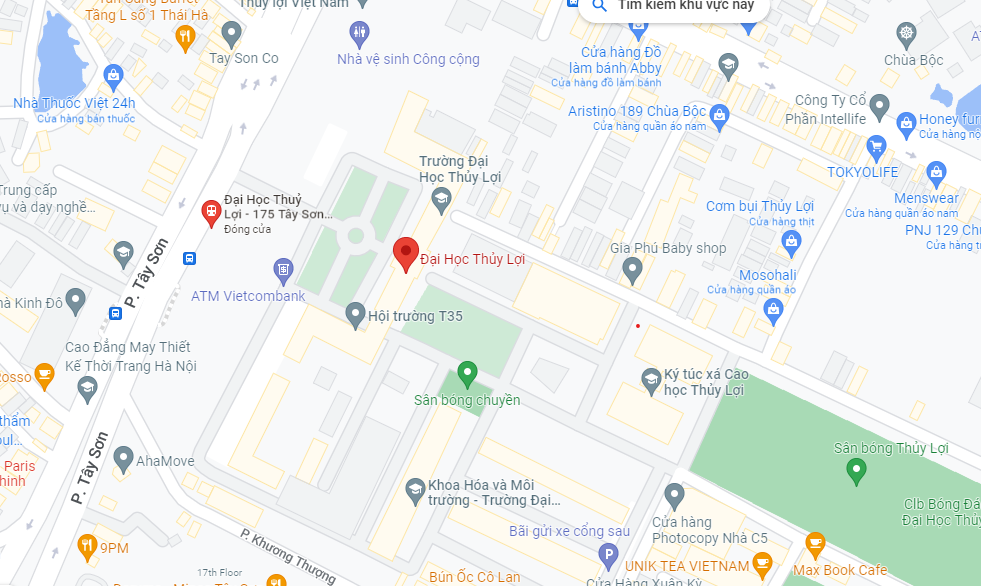 Tầng L số 1 Thái Hà
Thủy lợi Việt Nam
Tìm kiếm khu vực này
Tay Son Co
Nhà vệ sinh Công cộng
Cửa hàng Đồ
làm bánh Abby
Cửa hàng đồ làm bánh
Chùa Bộc
Nhà Thuốc Việt 24h
Cửa hàng bán thuốc
Aristino 189 Chùa Bộc
Cửa hàng quần áo nam
Công Ty Cổ
Phần Intellife
Honey fur
Cửa hàng nộ
Trường Đại
Học Thủy Lợi
TOKYOLIFE
Trung cấp
vụ và dạy nghề...
Đại Học Thuỷ
Lợi - 175 Tây Sơn...
Đóng cửa
Cơm bụi Thủy Lợi
Cửa hàng thịt
Menswear
Cửa hàng quần áo nam
PNJ 129 Chù
Cửa hàng tr
P. Tây Sơn
Đại Học Thủy Lợi
Gia Phú Baby shop
ATM Vietcombank
Mosohali
Cửa hàng quần áo
hà Kinh Đô
Hội trường T35
Cao Đẳng May Thiết
Kế Thời Trang Hà Nội
Rosso
Ký túc xá Cao
học Thủy Lợi
Sân bóng chuyền
thẩm
oul...
Paris
hinh
P. Tây Sơn
AhaMove
Sân bóng Thủy Lợi
Khoa Hóa và Môi
trường - Trường Đại...
Clb Bóng Đá
Đại Học Thủy
Bãi gửi xe cổng sau
P
Cửa hàng
Photocopy Nhà C5
9PM
P. Khương Thượng
UNIK TEA VIETNAM
Max Book Cafe
17th Floor
Bún Ốc Cô Lan
Cửa Hàng Xuân Kỳ